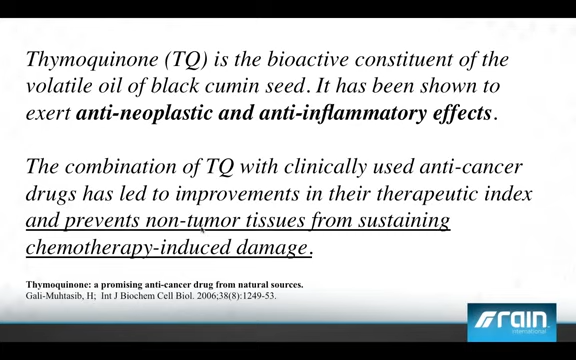 Thymoquinone (TQ) is the bioactive constituent of the
volatile oil of black cumin seed. It has been shown to
exert anti-neoplastic and anti-inflammatory effects.
The combination of TQ with clinically used anti-cancer
drugs has led to improvements in their therapeutic index
and prevents non-tumor tissues from sustaining
chemotherapy-induced damage.
Thymoquinone: a promising anti-cancer drug from natural sources.
Gali-Muhtasib, H; Int J Biochem Cell Biol. 2006;38(8):1249-53.
rain
international